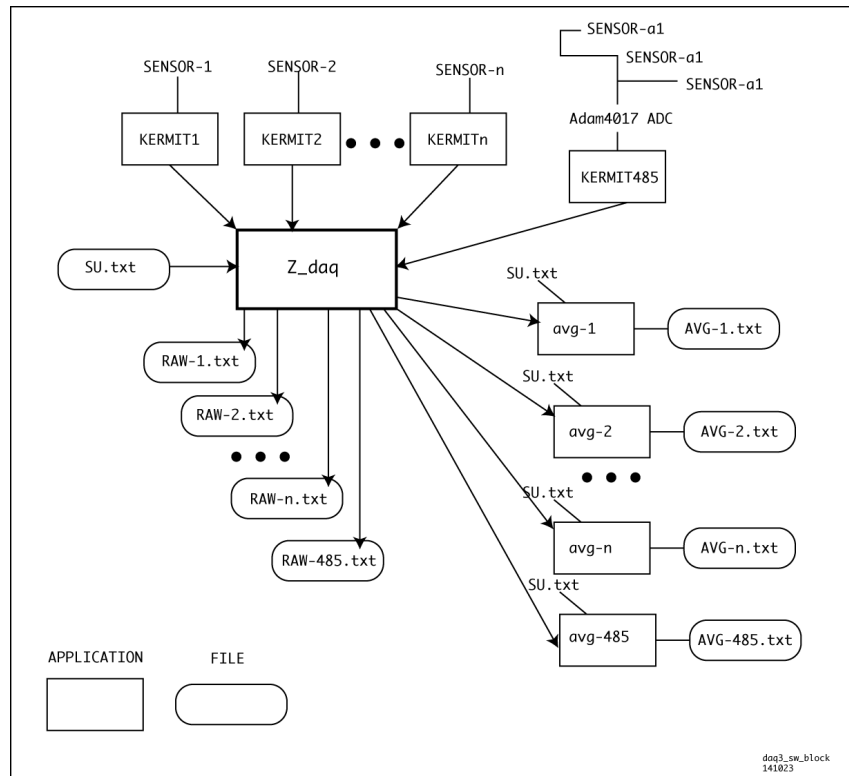 SENSOR-a1
SENSOR-1
SENSOR-2
SENSOR-n
SENSOR-a1
SENSOR-a1
Adam4017 ADC
KERMIT1
KERMIT2
KERMITn
KERMIT485
SU.txt
Z_daq
SU.txt
avg-1
AVG-1.txt
RAW-1.txt
SU.txt
RAW-2.txt
avg-2
AVG-2.txt
RAW-n.txt
SU.txt
avg-n
AVG-n.txt
RAW-485.txt
SU.txt
avg-485
AVG-485.txt
APPLICATION
FILE
daq3_sw_block
141023